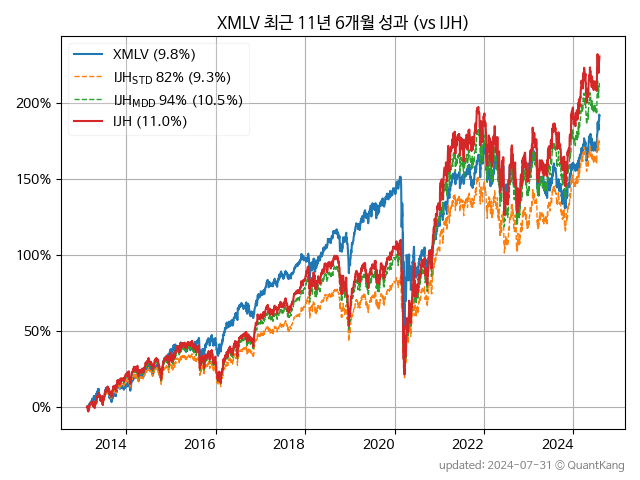 XMLV 최근 11년 6개월 성과 (vs IJH)
XMLV (9.8%)
IJH_STD 82% (9.3%)
IJH_MDD 94% (10.5%)
IJH (11.0%)
200%
150%
100%
50%
0%
2014 2016 2018 2020 2022 2024
updated: 2024-07-31 © QuantKang